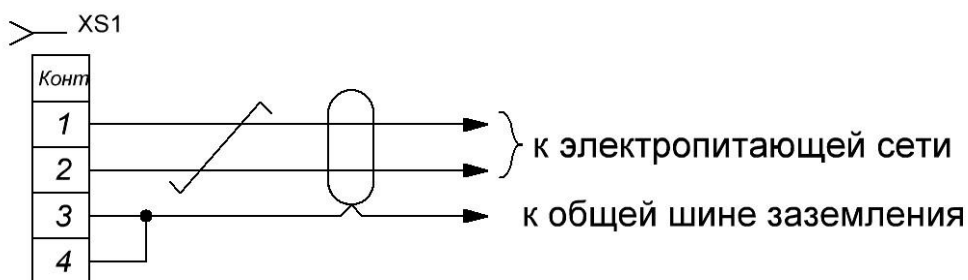 XS1
Конт
1
2
3
4
к электропитающей сети
к общей шине заземления